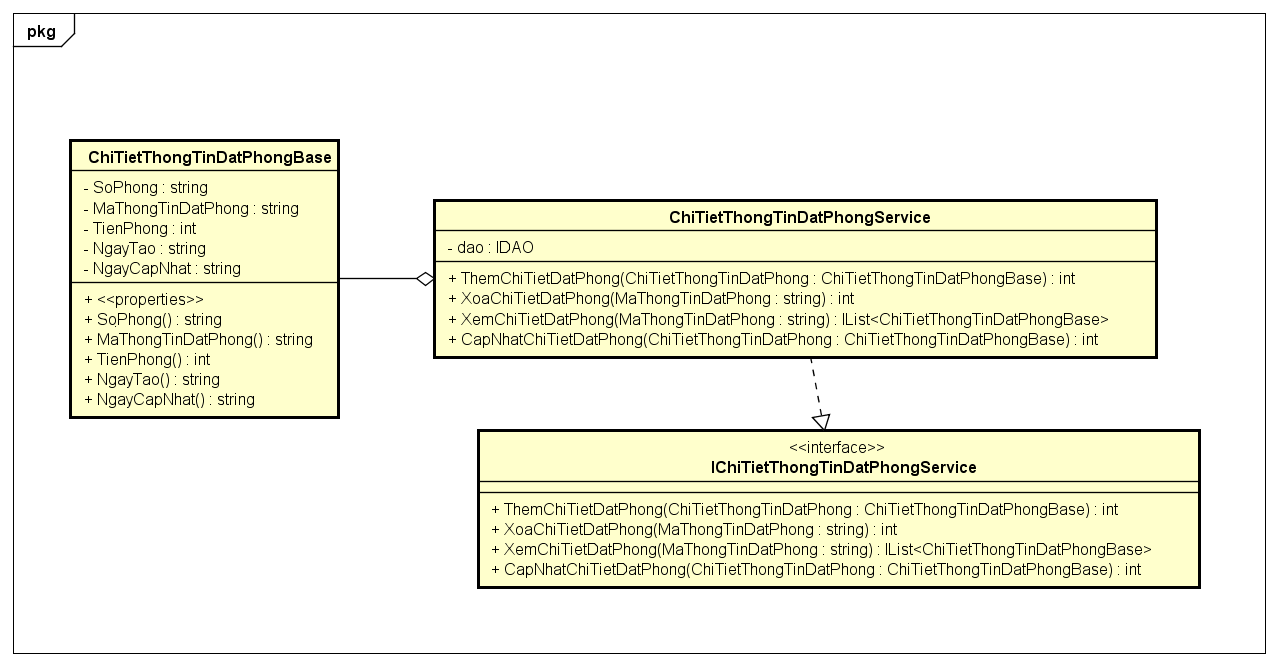 pkg
ChiTietThongTinDatPhongBase
- SoPhong : string
- MaThongTinDatPhong : string
- TienPhong : int
- NgayTao : string
- NgayCapNhat : string
+ <<properties>>
+ SoPhong() : string
+ MaThongTinDatPhong() : string
+ TienPhong() : int
+ NgayTao() : string
+ NgayCapNhat() : string
ChiTietThongTinDatPhongService
- dao : IDAO
+ ThemChiTietDatPhong(ChiTietThongTinDatPhong : ChiTietThongTinDatPhongBase) : int
+ XoaChiTietDatPhong(MaThongTinDatPhong : string) : int
+ XemChiTietDatPhong(MaThongTinDatPhong : string) : IList<ChiTietThongTinDatPhongBase>
+ CapNhatChiTietDatPhong(ChiTietThongTinDatPhong : ChiTietThongTinDatPhongBase) : int
<<interface>>
IChiTietThongTinDatPhongService
+ ThemChiTietDatPhong(ChiTietThongTinDatPhong : ChiTietThongTinDatPhongBase) : int
+ XoaChiTietDatPhong(MaThongTinDatPhong : string) : int
+ XemChiTietDatPhong(MaThongTinDatPhong : string) : IList<ChiTietThongTinDatPhongBase>
+ CapNhatChiTietDatPhong(ChiTietThongTinDatPhong : ChiTietThongTinDatPhongBase) : int